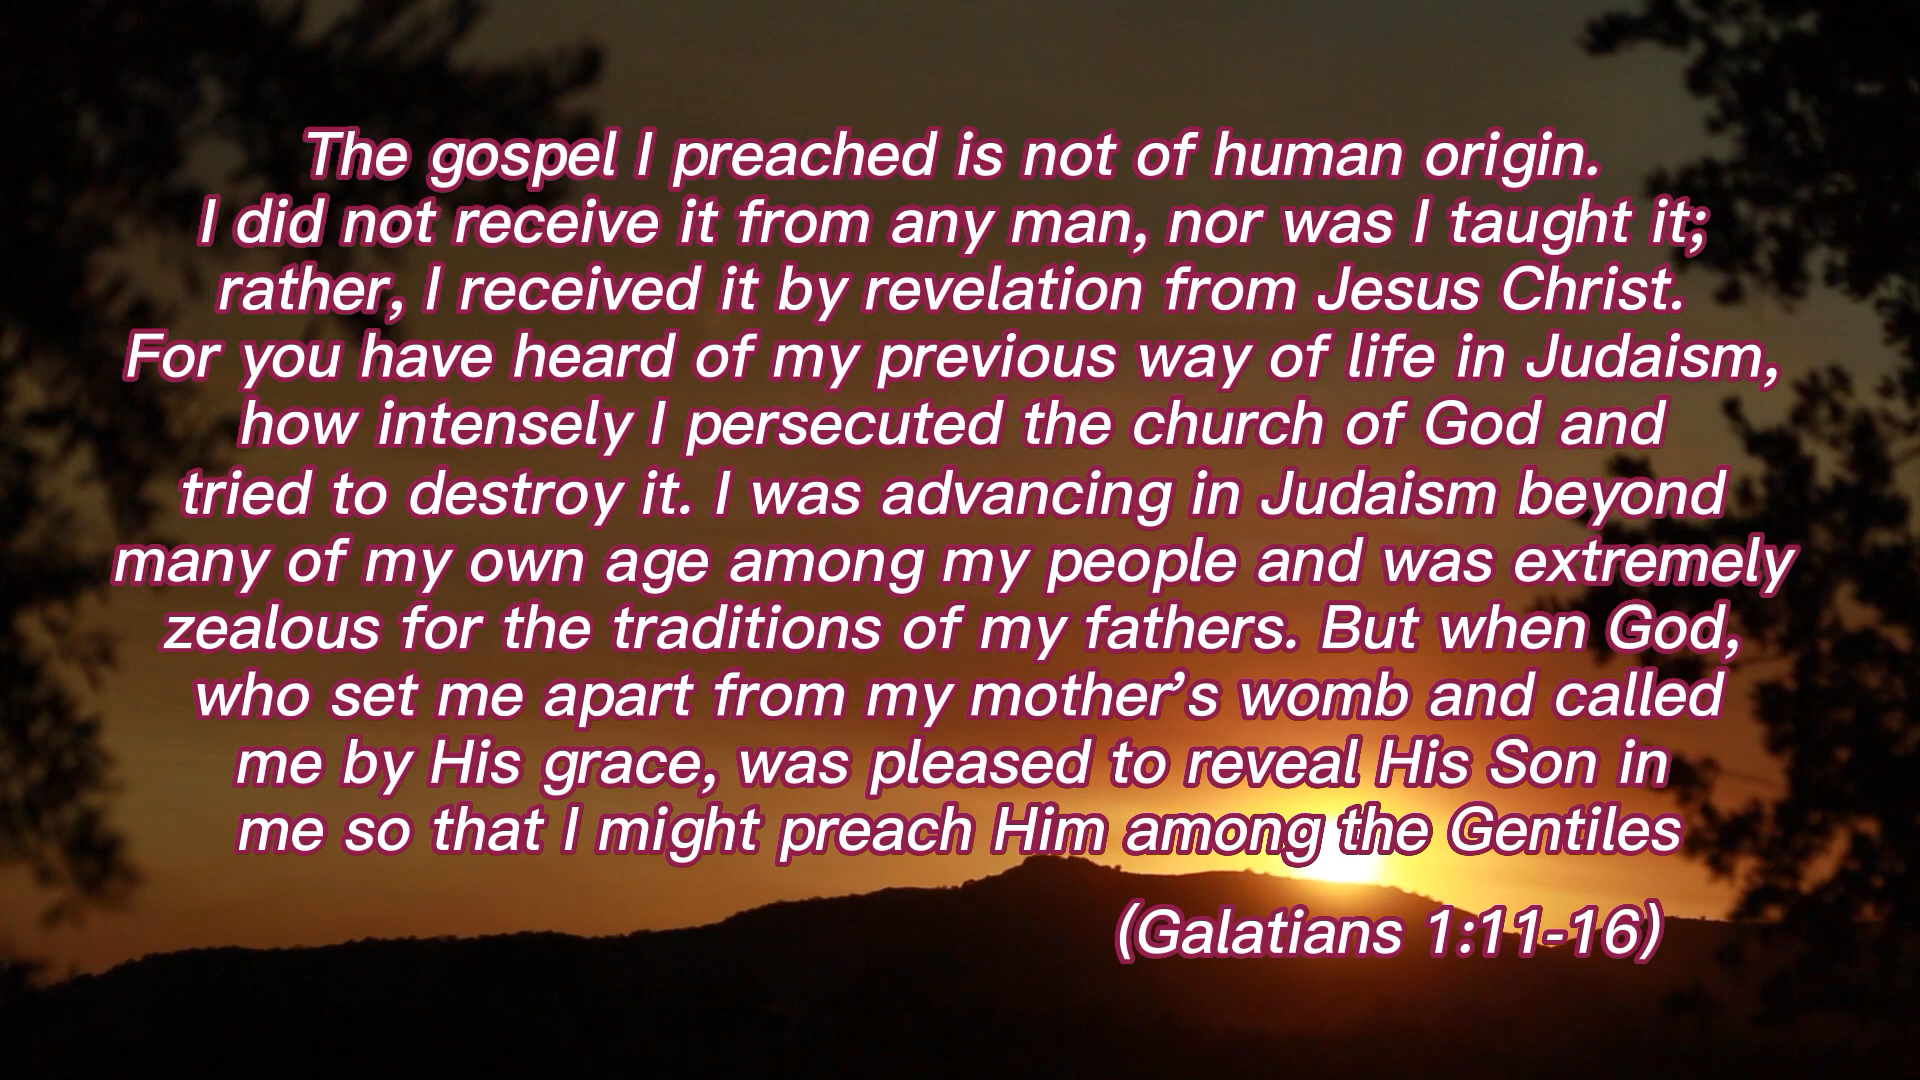 The gospel I preached is not of human origin.
I did not receive it from any man, nor was I taught it;
rather, I received it by revelation from Jesus Christ.
For you have heard of my previous way of life in Judaism,
how intensely I persecuted the church of God and
tried to destroy it. I was advancing in Judaism beyond
many of my own age among my people and was extremely
zealous for the traditions of my fathers. But when God,
who set me apart from my mother’s womb and called
me by His grace, was pleased to reveal His Son in
me so that I might preach Him among the Gentiles
(Galatians 1:11-16)